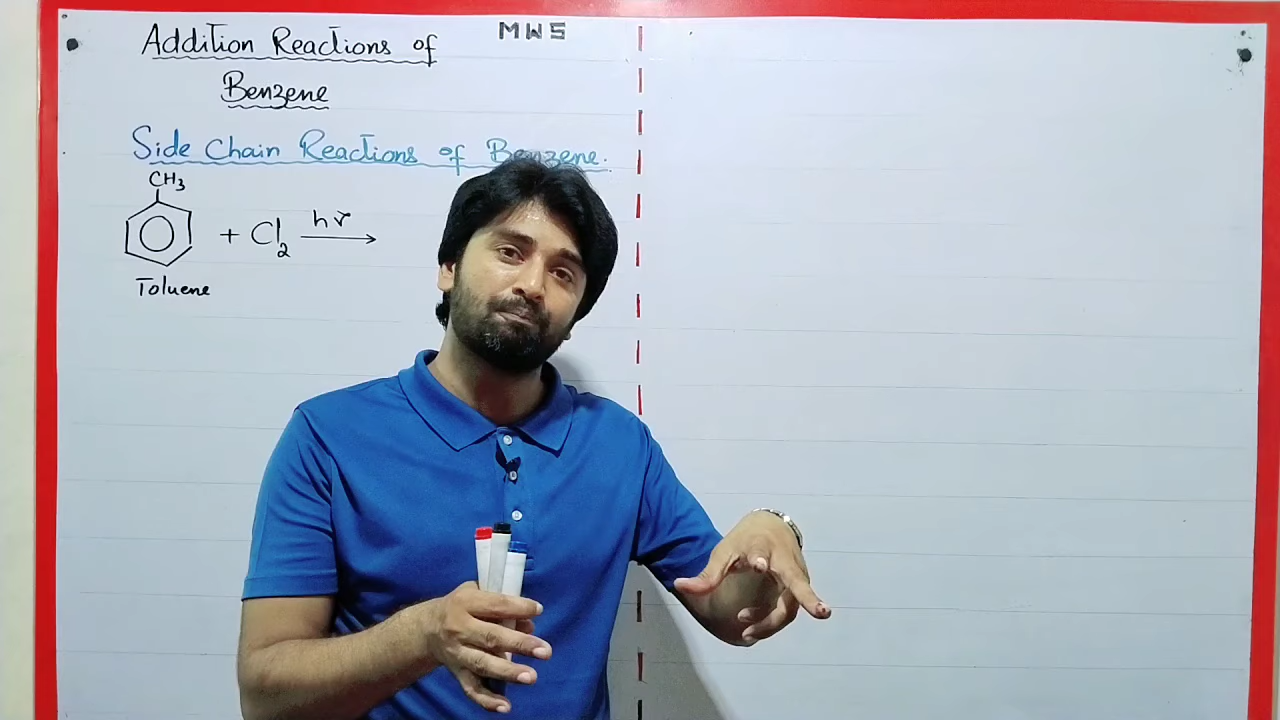 Addition Reactions of
Benzene
MWS
Side Chain Reactions of Benzene.
CH₃
+ Cl₂ hν
Toluene